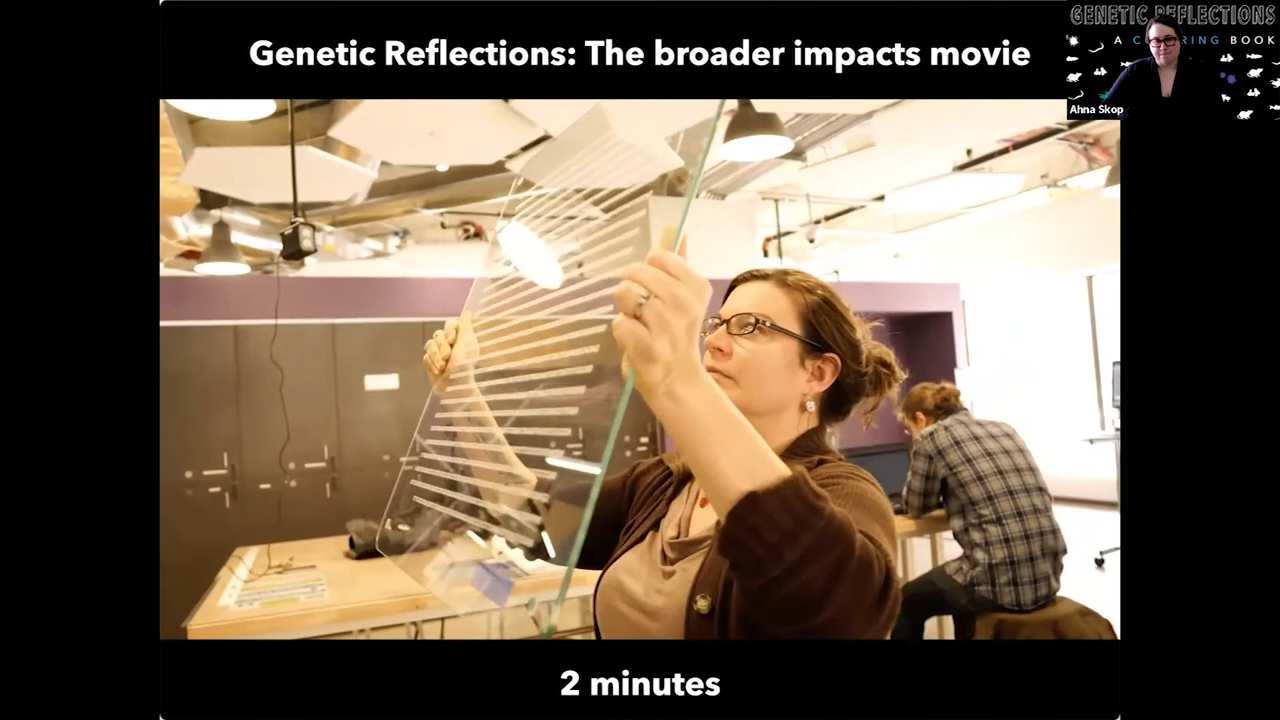 Genetic Reflections: The broader impacts movie
GENETIC REFLECTIONS
A COLORING BOOK
Ahna Skop
2 minutes